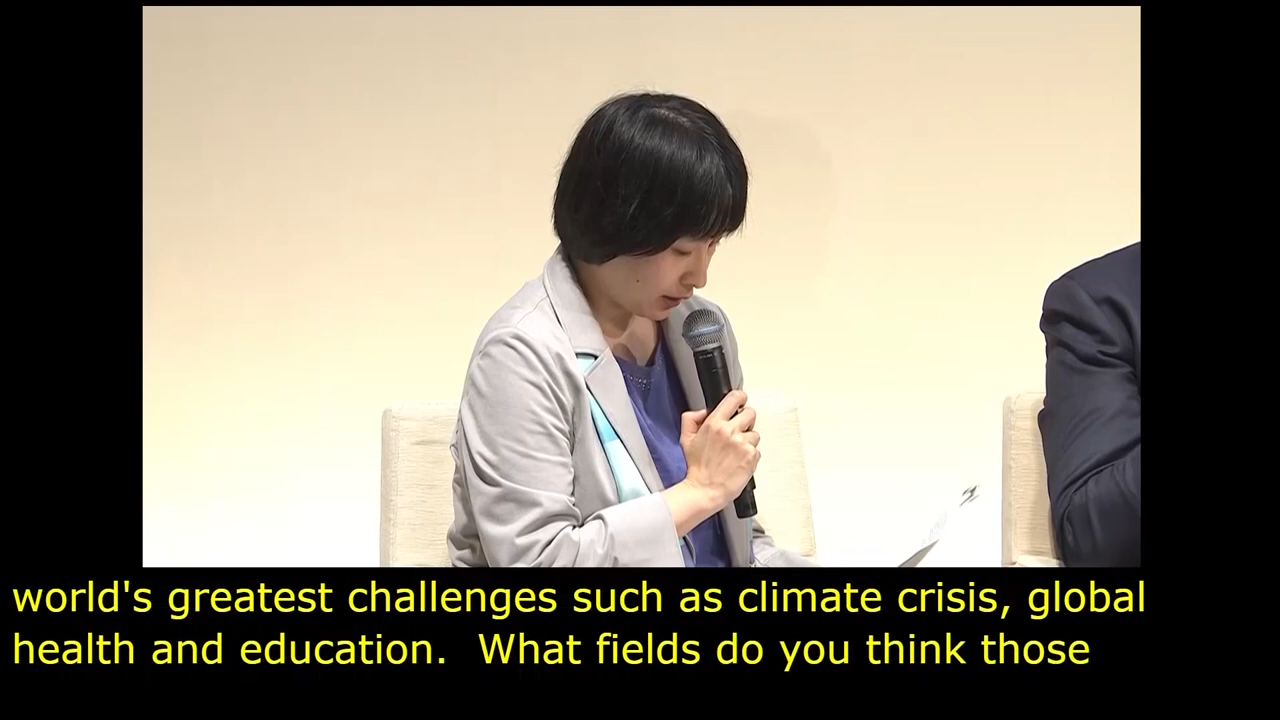 world's greatest challenges such as climate crisis, global
health and education.  What fields do you think those